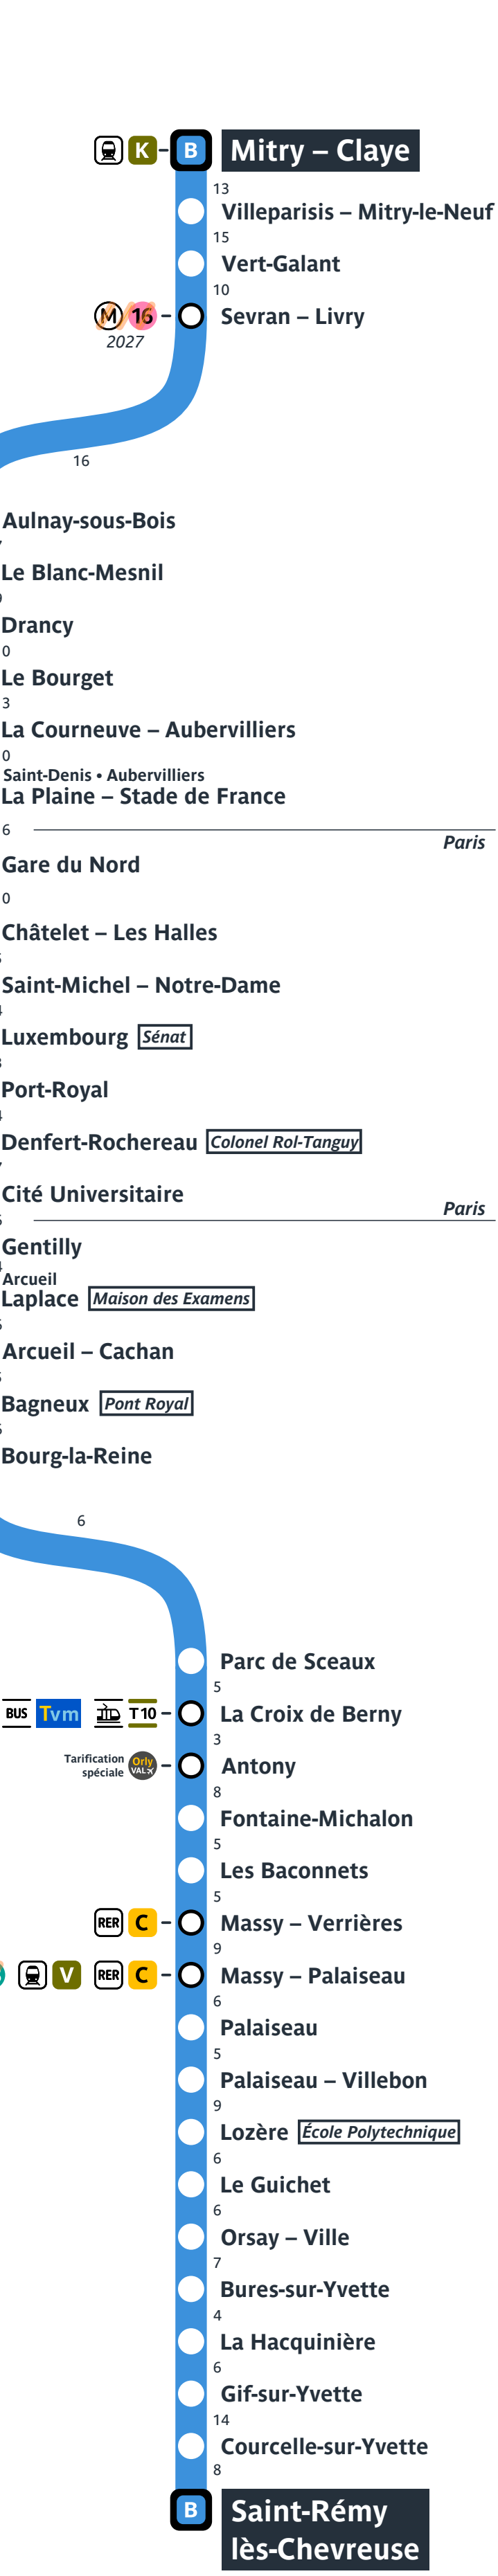 K B Mitry – Claye
13
Villeparisis – Mitry-le-Neuf
15
Vert-Galant
10
M 16 Sevran – Livry
2027
16
Aulnay-sous-Bois
Le Blanc-Mesnil
Drancy
0
Le Bourget
3
La Courneuve – Aubervilliers
0
Saint-Denis • Aubervilliers
La Plaine – Stade de France
6
Paris
Gare du Nord
0
Châtelet – Les Halles
Saint-Michel – Notre-Dame
Luxembourg Sénat
Port-Royal
Denfert-Rochereau Colonel Rol-Tanguy
Cité Universitaire
Paris
Gentilly
Arcueil
Laplace Maison des Examens
Arcueil – Cachan
Bagneux Pont Royal
Bourg-la-Reine
6
Parc de Sceaux
5
BUS Tvm T10 La Croix de Berny
3
Tarification spéciale Orly VAL Antony
8
Fontaine-Michalon
5
Les Baconnets
5
RER C Massy – Verrières
9
V RER C Massy – Palaiseau
6
Palaiseau
5
Palaiseau – Villebon
9
Lozère École Polytechnique
6
Le Guichet
6
Orsay – Ville
7
Bures-sur-Yvette
4
La Hacquinière
6
Gif-sur-Yvette
14
Courcelle-sur-Yvette
8
B Saint-Rémy
lès-Chevreuse